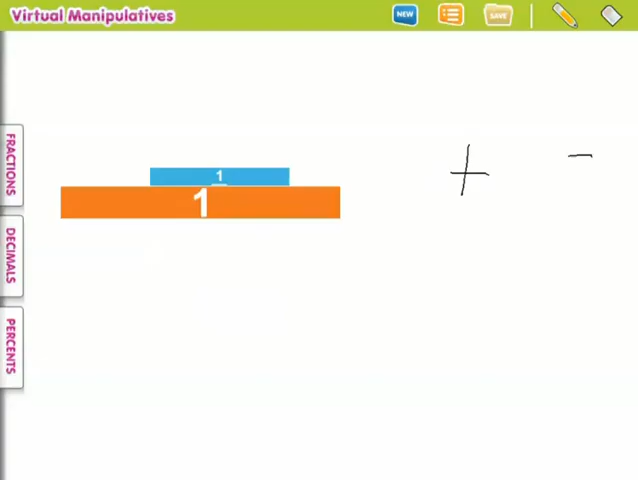 Virtual Manipulatives
NEW
SAVE
FRACTIONS
DECIMALS
PERCENTS
1
1
+ −